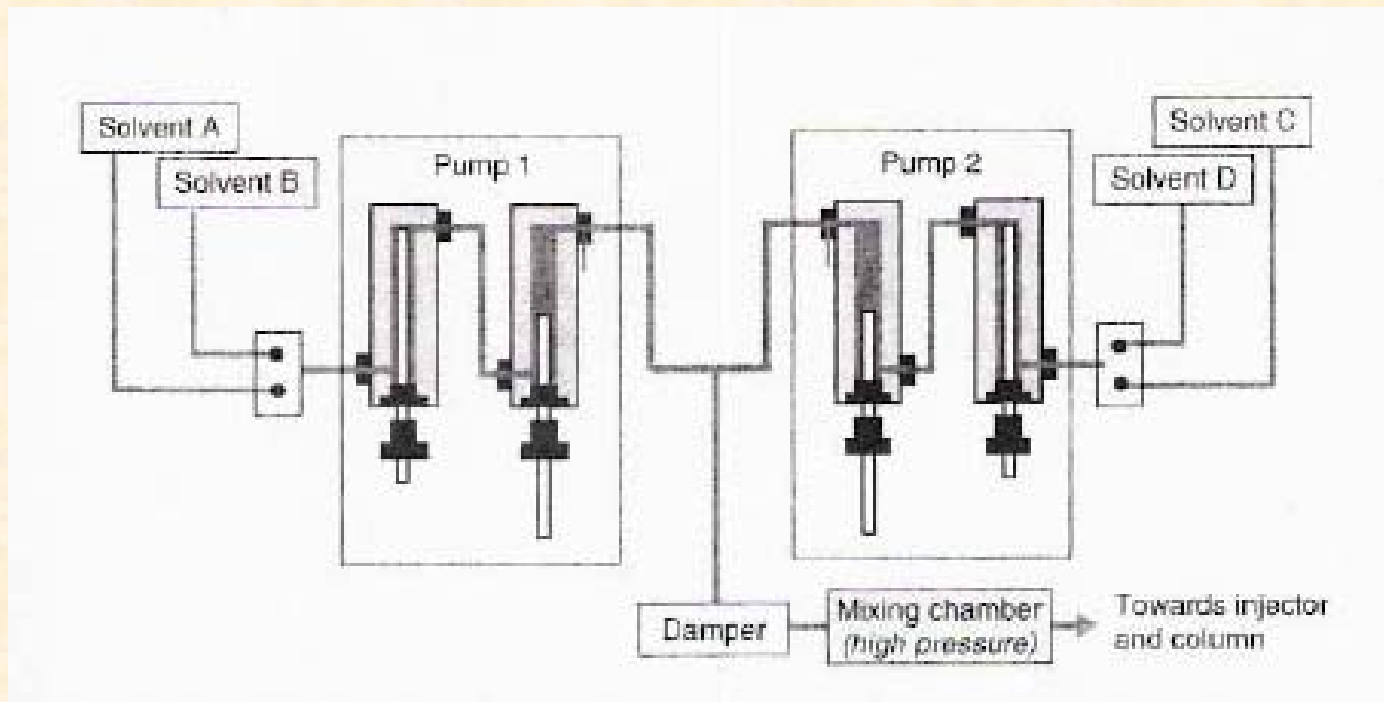 Solvent A
Solvent B
Pump 1
Pump 2
Solvent C
Solvent D
Damper
Mixing chamber
(high pressure)
Towards injector
and column